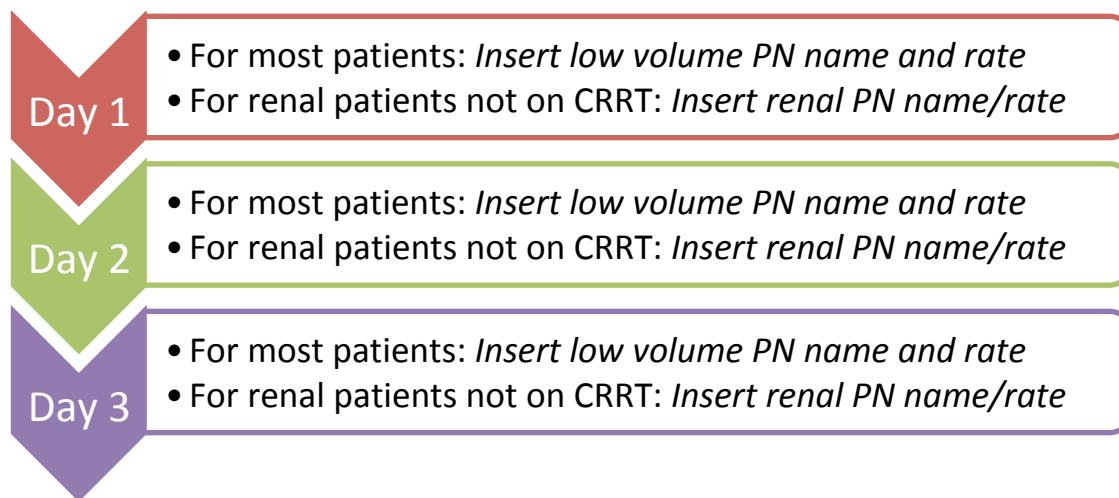 Day 1
• For most patients: Insert low volume PN name and rate
• For renal patients not on CRRT: Insert renal PN name/rate
Day 2
• For most patients: Insert low volume PN name and rate
• For renal patients not on CRRT: Insert renal PN name/rate
Day 3
• For most patients: Insert low volume PN name and rate
• For renal patients not on CRRT: Insert renal PN name/rate